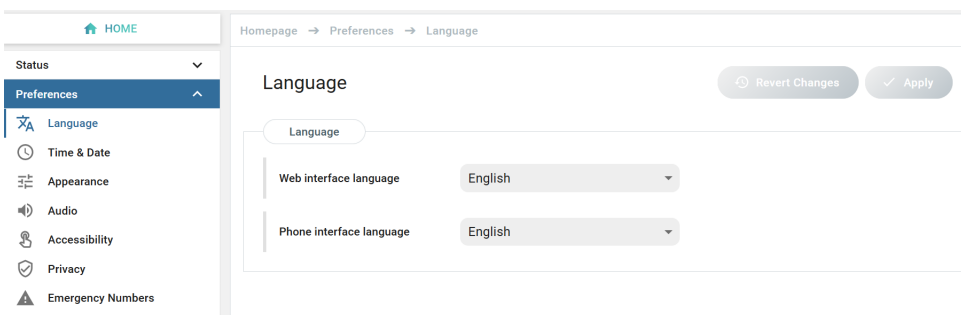 HOME
Homepage → Preferences → Language
Status
Preferences
Language
Time & Date
Appearance
Audio
Accessibility
Privacy
Emergency Numbers
Language
Revert Changes
Apply
Language
Web interface language
English
Phone interface language
English